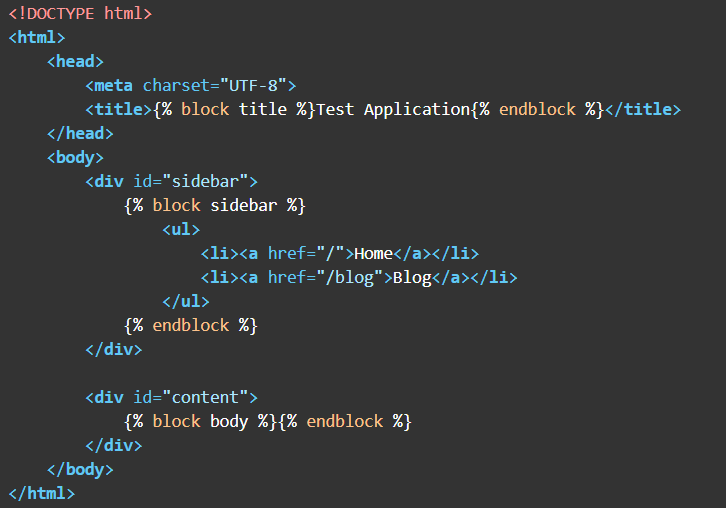 <!DOCTYPE html>
<html>
    <head>
        <meta charset="UTF-8">
        <title>{% block title %}Test Application{% endblock %}</title>
    </head>
    <body>
        <div id="sidebar">
            {% block sidebar %}
                <ul>
                    <li><a href="/">Home</a></li>
                    <li><a href="/blog">Blog</a></li>
                </ul>
            {% endblock %}
        </div>

        <div id="content">
            {% block body %}{% endblock %}
        </div>
    </body>
</html>